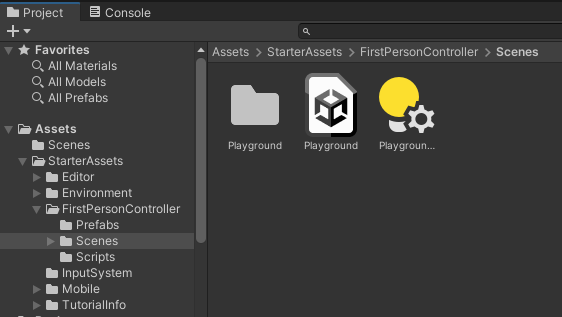 Project
Console
Favorites
All Materials
All Models
All Prefabs
Assets
Scenes
StarterAssets
Editor
Environment
FirstPersonController
Prefabs
Scenes
Scripts
InputSystem
Mobile
TutorialInfo
Assets > StarterAssets > FirstPersonController > Scenes
Playground
Playground
Playgroun...